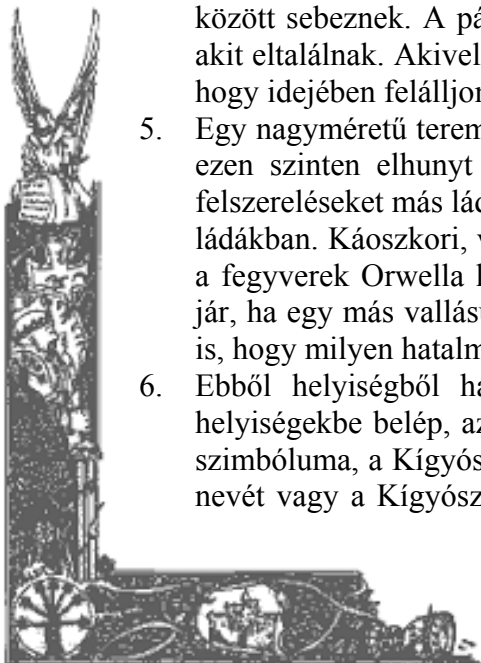 között sebeznek. A pá
akit eltalálnak. Akivel
hogy idejében felálljon
5. Egy nagyméretű terem
ezen szinten elhunyt
felszereléseket más lác
ládákban. Káoszkori, v
a fegyverek Orwella l
jár, ha egy más vallásu
is, hogy milyen hatalm
6. Ebből helyiségből ha
helyiségekbe belép, az
szimbóluma, a Kígyós
nevét vagy a Kígyósz